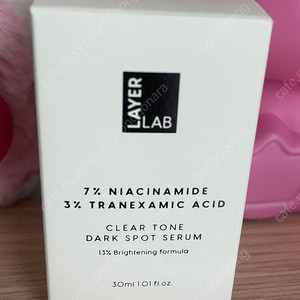 LAYER
LAB
7% NIACINAMIDE
3% TRANEXAMIC ACID
CLEAR TONE
DARK SPOT SERUM
13% Brightening formula
30ml 1.01 fl.oz.